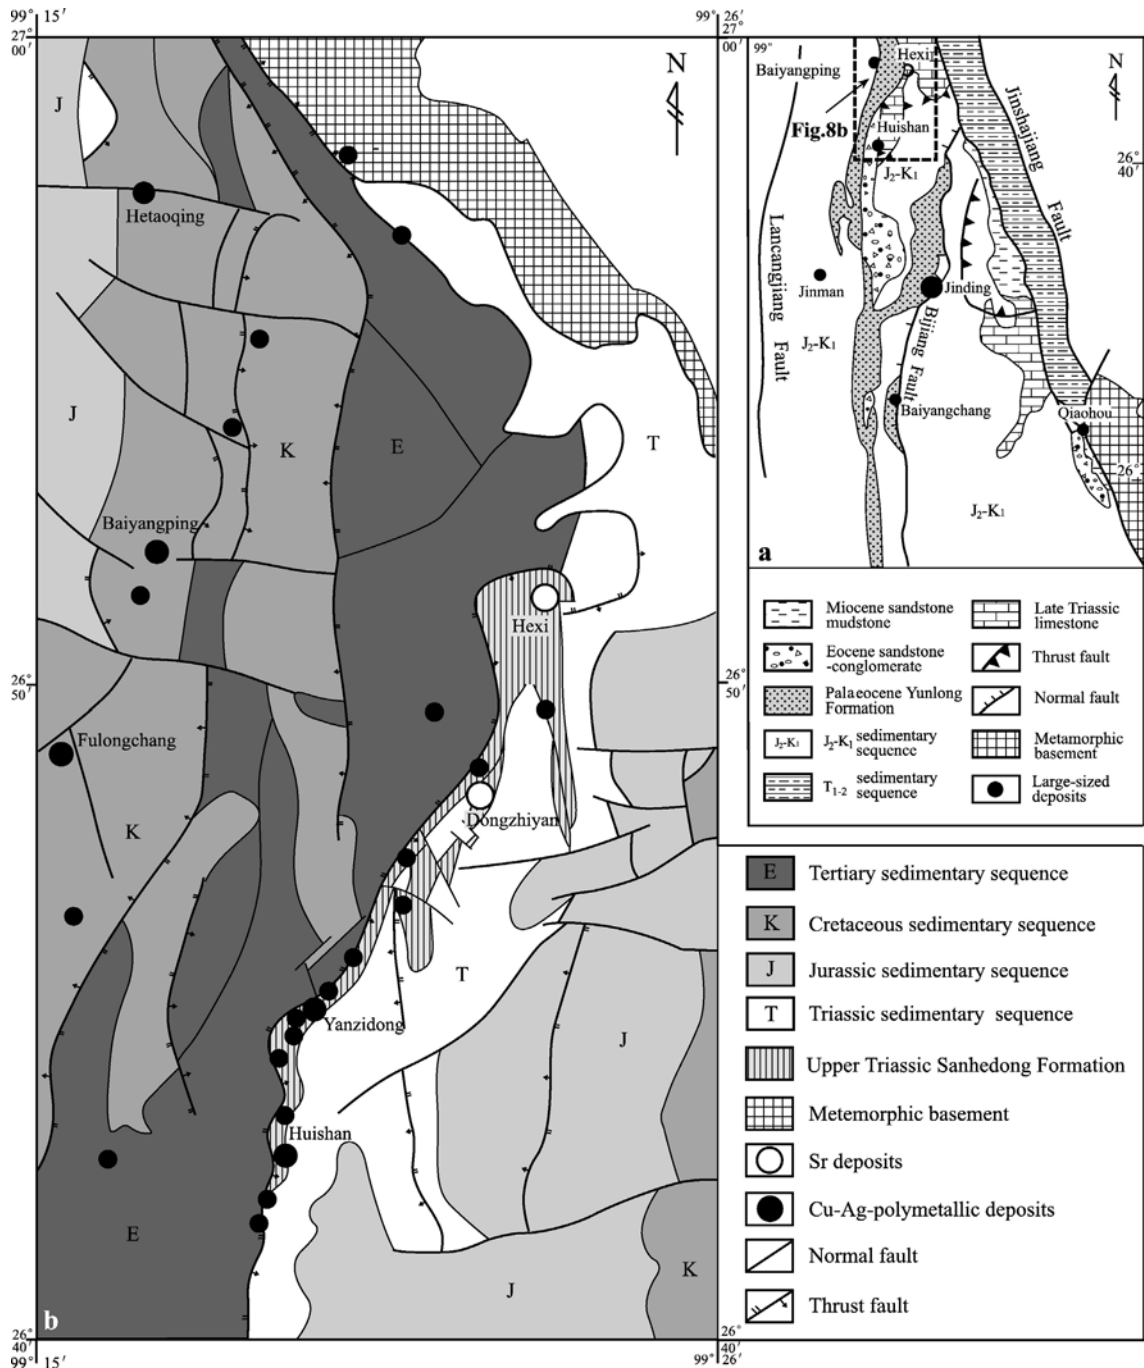 99° 15′
99° 26′
27° 00′
27° 00′
N
J
Hetaoqing
J
K
E
T
Baiyangping
Hexi
26° 50′
26° 50′
Fulongchang
K
Dongzhiyan
T
Yanzidong
J
Huishan
E
K
J
b
26° 40′
99° 15′
26° 40′
99° 26′
99°
Hexi
N
Baiyangping
Fig.8b
Huishan
J₂-K₁
26° 40′
Jinshajiang Fault
Lancangjiang Fault
Jinman
Jinding
J₂-K₁
Bijiang Fault
Baiyangchang
Qiaohou
26°
J₂-K₁
a
Miocene sandstone mudstone
Late Triassic limestone
Eocene sandstone -conglomerate
Thrust fault
Palaeocene Yunlong Formation
Normal fault
J₂-K₁ J₂-K₁ sedimentary sequence
Metamorphic basement
T₁₋₂ sedimentary sequence
Large-sized deposits
E Tertiary sedimentary sequence
K Cretaceous sedimentary sequence
J Jurassic sedimentary sequence
T Triassic sedimentary sequence
Upper Triassic Sanhedong Formation
Metemorphic basement
Sr deposits
Cu-Ag-polymetallic deposits
Normal fault
Thrust fault